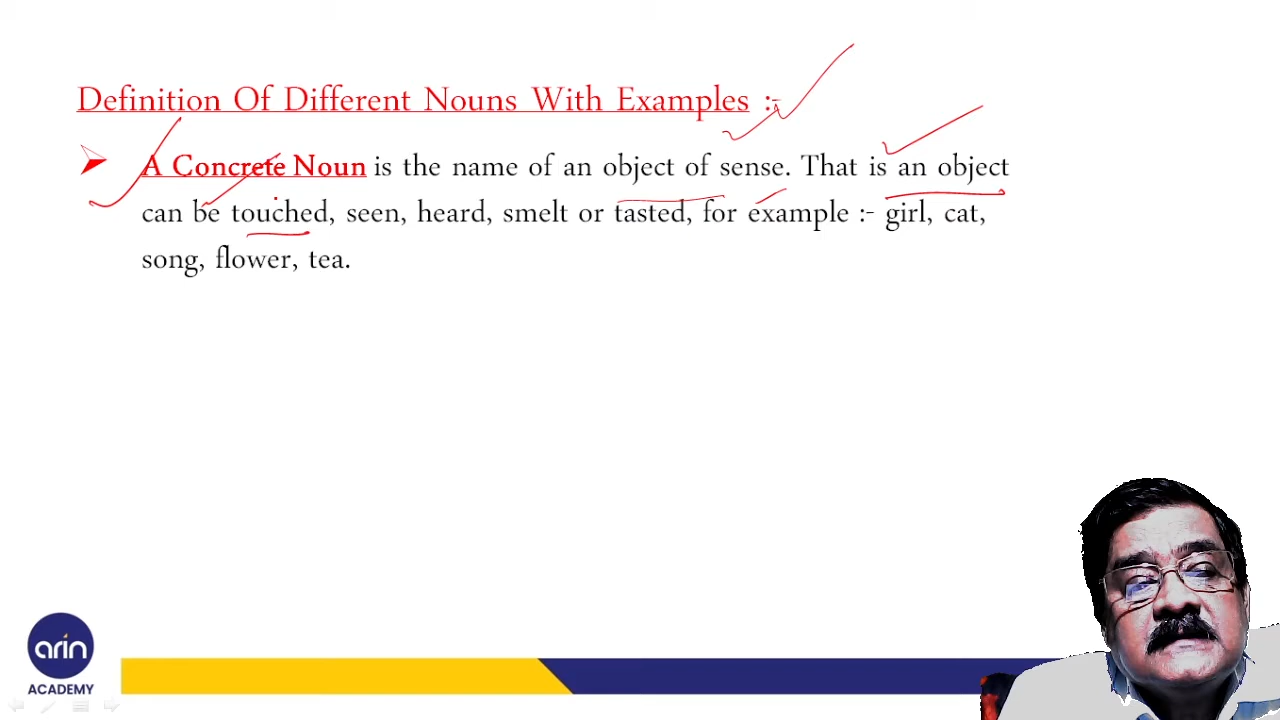 Definition Of Different Nouns With Examples :-
➢ A Concrete Noun is the name of an object of sense. That is an object
can be touched, seen, heard, smelt or tasted, for example :- girl, cat,
song, flower, tea.
arin
ACADEMY